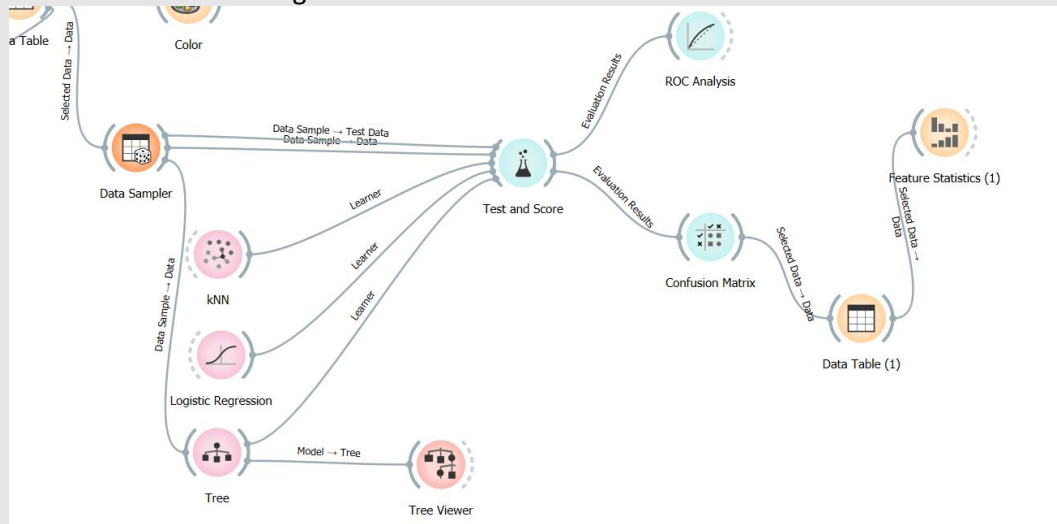 a Table
Color
Selected Data → Data
ROC Analysis
Evaluation Results
Data Sample → Test Data
Data Sample → Data
Data Sampler
Test and Score
Feature Statistics (1)
Learner
Evaluation Results
Selected Data →
Data
Learner
kNN
Confusion Matrix
Selected Data → Data
Data Sample → Data
Learner
Data Table (1)
Logistic Regression
Model → Tree
Tree
Tree Viewer